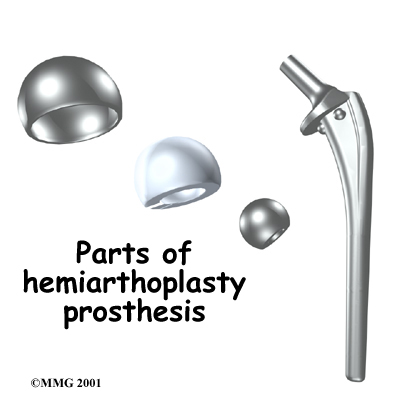 Parts of
hemiarthoplasty
prosthesis
©MMG 2001